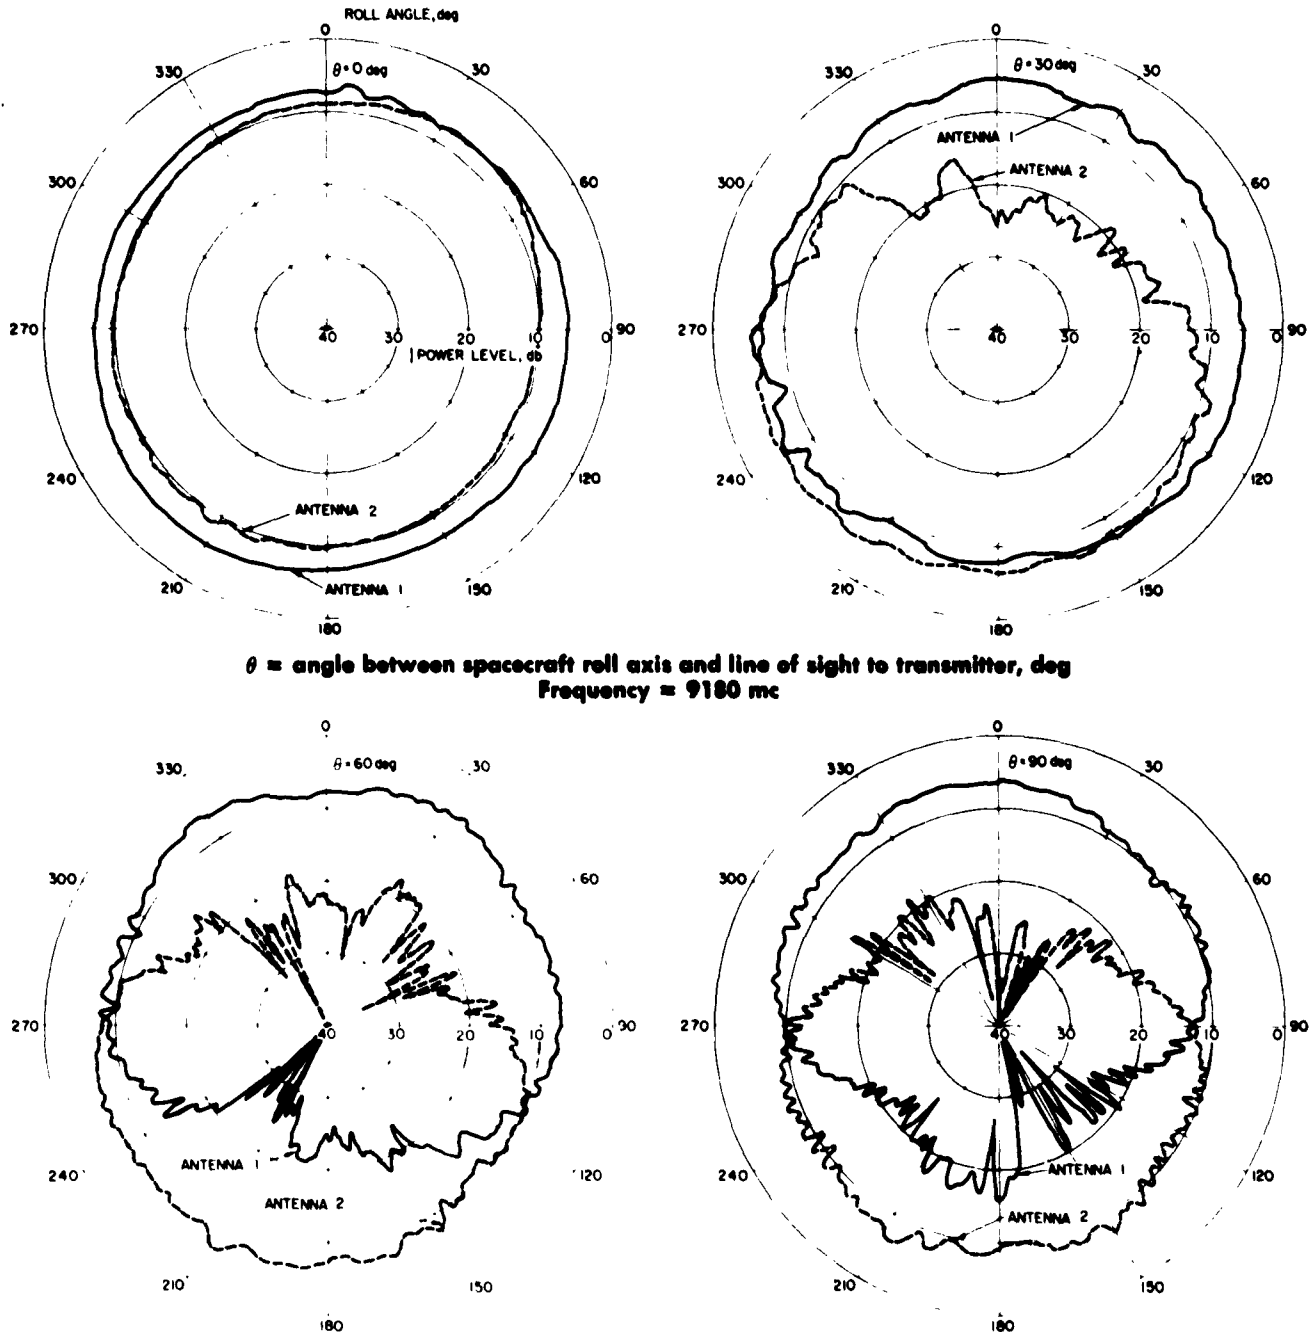 ROLL ANGLE, deg
0
θ = 0 deg
30
60
90
120
150
180
210
240
270
300
330
40 30 20 10 0
POWER LEVEL, db
ANTENNA 2
ANTENNA 1
0
θ = 30 deg
30
60
90
120
150
180
210
240
270
300
330
ANTENNA 1
ANTENNA 2
40 30 20 10 0
θ = angle between spacecraft roll axis and line of sight to transmitter, deg
Frequency = 9180 mc
0
θ = 60 deg
30
60
90
120
150
180
210
240
270
300
330
40 30 20 10 0
ANTENNA 1
ANTENNA 2
0
θ = 90 deg
30
60
90
120
150
180
210
240
270
300
330
40 30 20 10 0
ANTENNA 1
ANTENNA 2